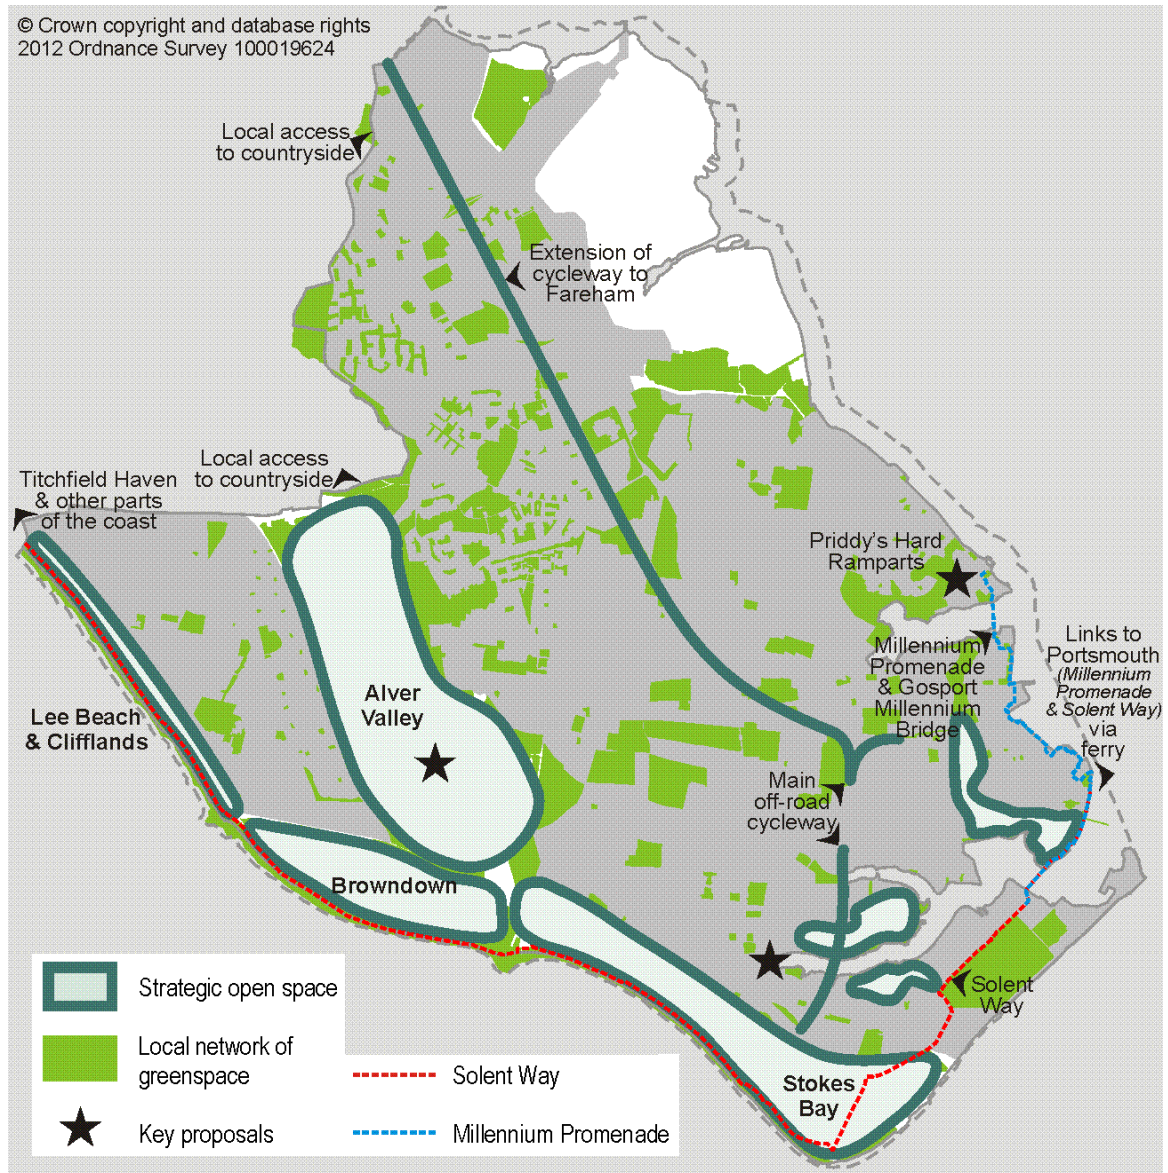 © Crown copyright and database rights
2012 Ordnance Survey 100019624
Local access
to countryside
Extension of
cycleway to
Fareham
Local access
to countryside
Titchfield Haven
& other parts
of the coast
Priddy's Hard
Ramparts
Millennium
Promenade
& Gosport
Millennium
Bridge
Links to
Portsmouth
(Millennium
Promenade
& Solent Way)
via
ferry
Alver
Valley
Lee Beach
& Clifflands
Main
off-road
cycleway
Browndown
Solent
Way
Stokes
Bay
Strategic open space
Local network of
greenspace
Key proposals
Solent Way
Millennium Promenade